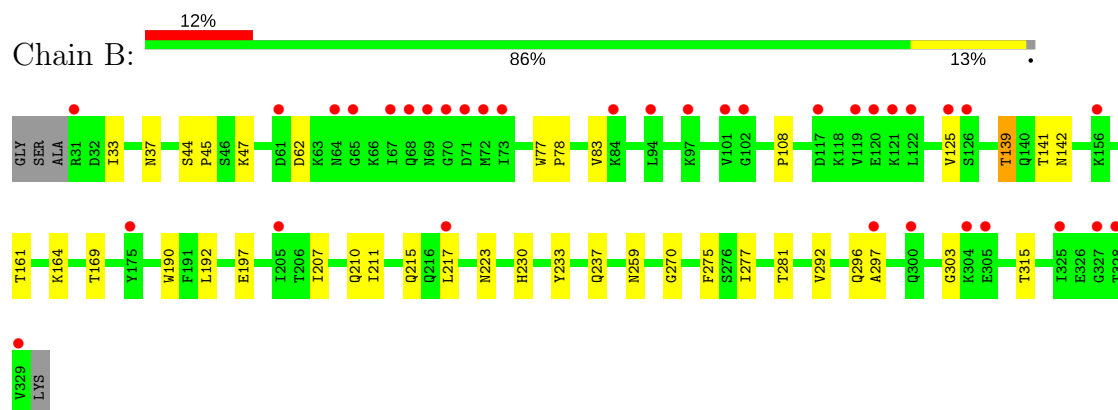 12%
Chain B:
86% 13% •
GLY SER ALA R31 D32 I33 N37 S44 P45 S46 K47 D61 D62 K63 N64 G65 K66 I67 Q68 N69 G70 D71 M72 I73 W77 P78 V83 K84 L94 K97 V101 G102 P108 D117 K118 V119 E120 K121 L122 V125 S126 T139 Q140 T141 N142 K156
T161 K164 T169 Y175 W190 F191 L192 E197 I205 T206 I207 Q210 I211 Q215 Q216 L217 N223 H230 Y233 Q237 N259 G270 F275 S276 I277 T281 V292 Q296 A297 Q300 G303 K304 E305 T315 I325 E326 G327 T328
V329 LYS